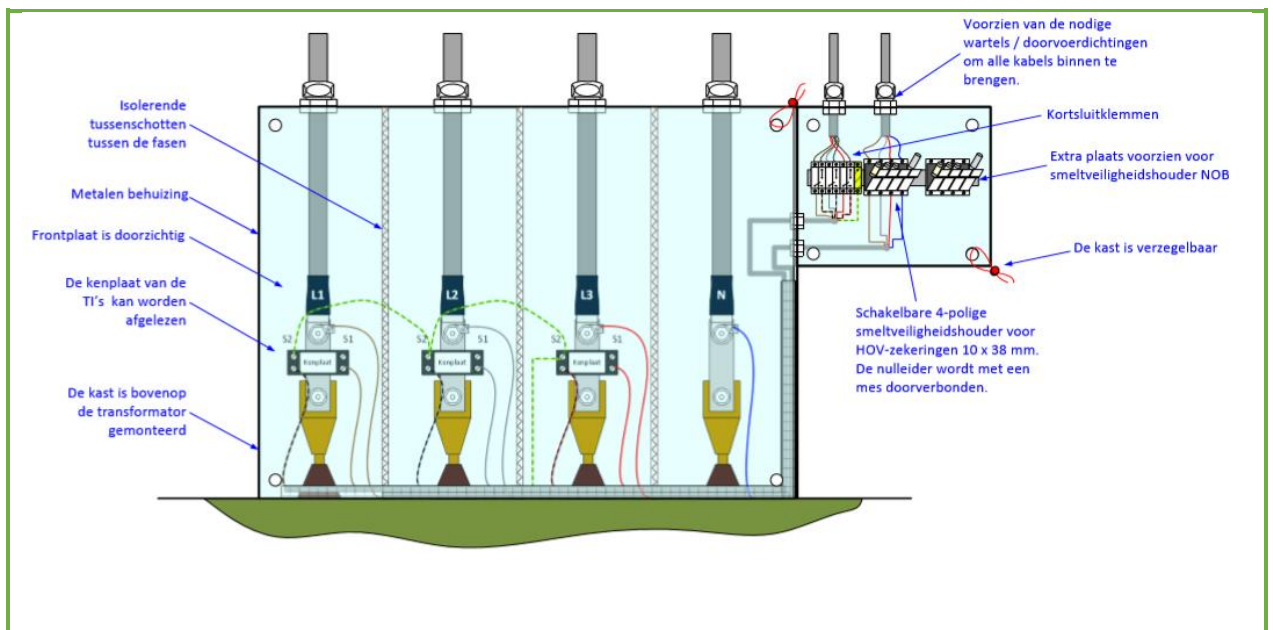 Voorzien van de nodige
wartels / doorvoerdichtingen
om alle kabels binnen te
brengen.
Isolerende
tussenschotten
tussen de fasen
Kortsluitklemmen
Extra plaats voorzien voor
smeltveiligheidshouder NOB
Metalen behuizing
Frontplaat is doorzichtig
De kast is verzegelbaar
De kenplaat van de
TI's kan worden
afgelezen
L1
L2
L3
N
Schakelbare 4-polige
smeltveiligheidshouder voor
HOV-zekeringen 10 x 38 mm.
De nulleider wordt met een
mes doorverbonden.
S2
S1
S2
S1
S2
S1
Kenplaat
Kenplaat
Kenplaat
De kast is bovenop
de transformator
gemonteerd